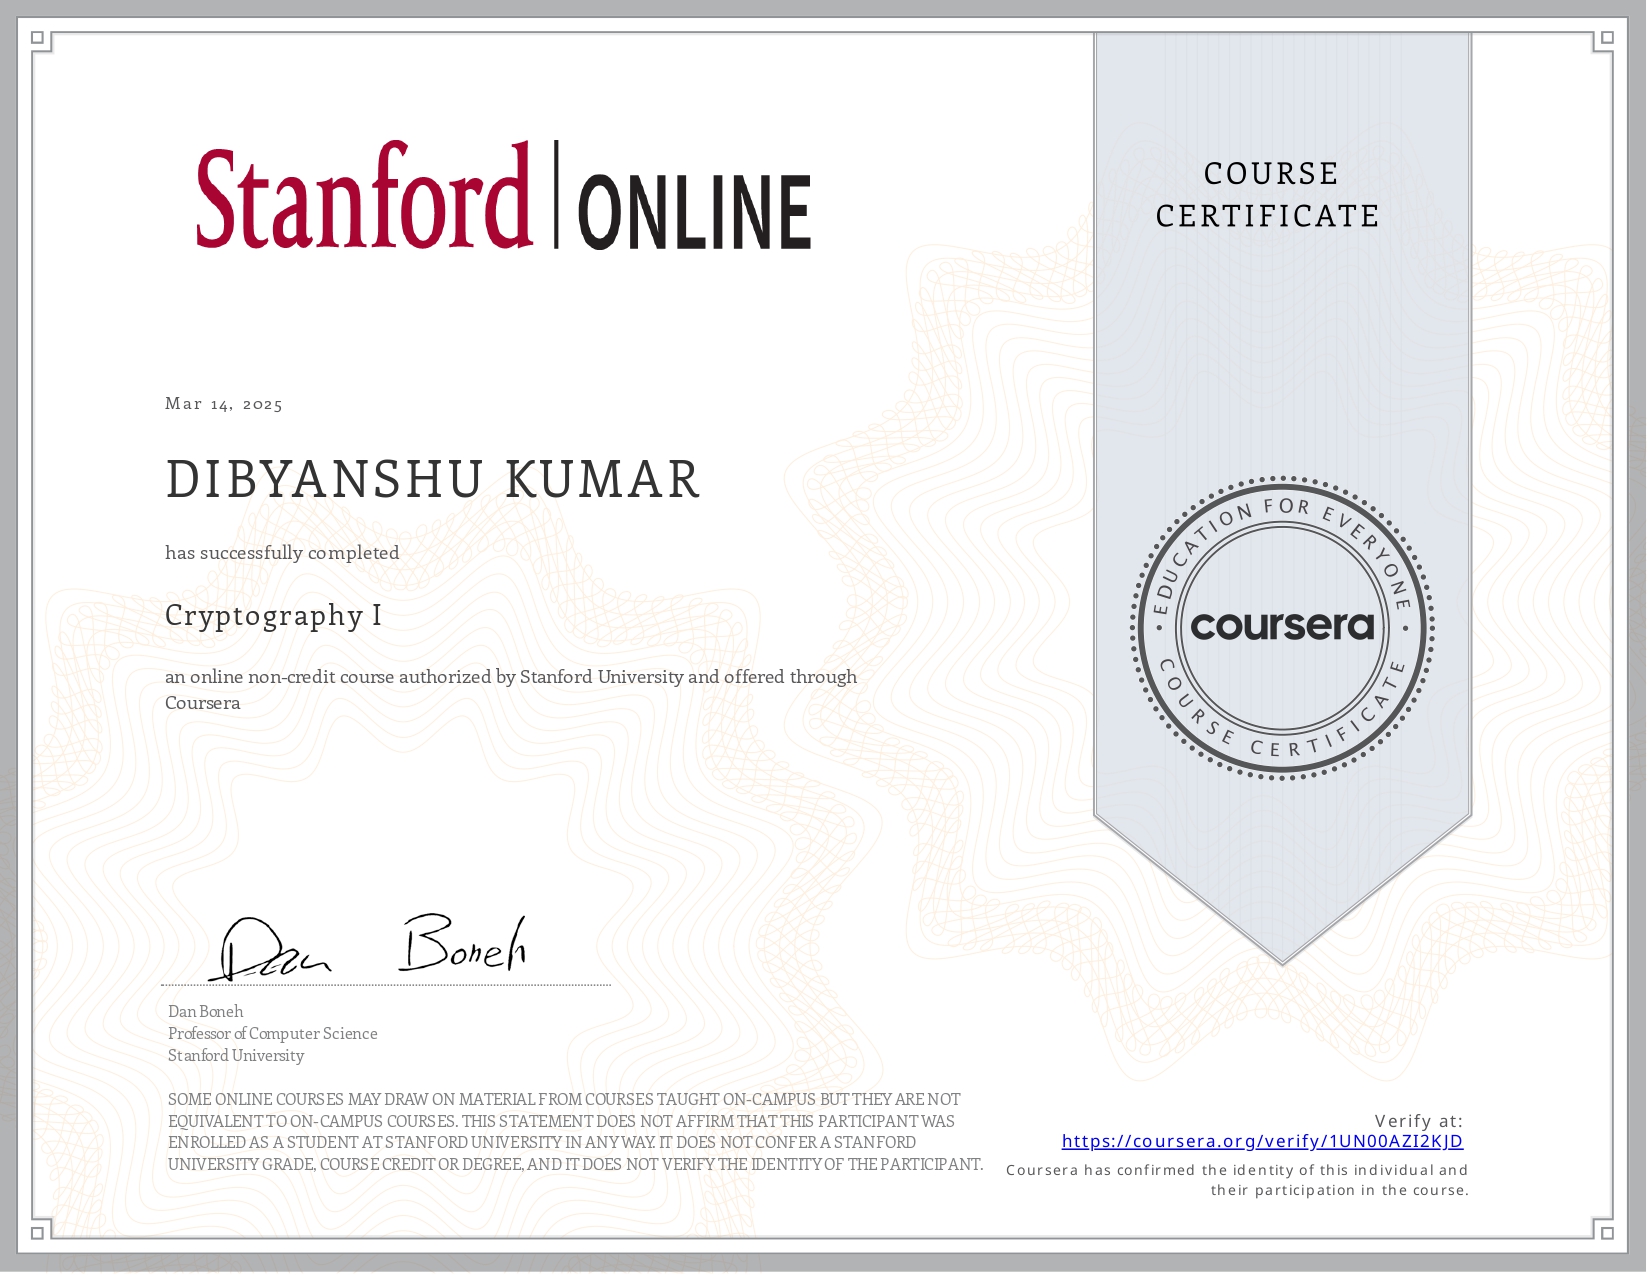 Stanford | ONLINE
COURSE
CERTIFICATE
Mar 14, 2025
DIBYANSHU KUMAR
has successfully completed
Cryptography I
an online non-credit course authorized by Stanford University and offered through
Coursera
EDUCATION FOR EVERYONE
coursera
COURSE CERTIFICATE
Dan Boneh
Dan Boneh
Professor of Computer Science
Stanford University
SOME ONLINE COURSES MAY DRAW ON MATERIAL FROM COURSES TAUGHT ON-CAMPUS BUT THEY ARE NOT
EQUIVALENT TO ON-CAMPUS COURSES. THIS STATEMENT DOES NOT AFFIRM THAT THIS PARTICIPANT WAS
ENROLLED AS A STUDENT AT STANFORD UNIVERSITY IN ANY WAY. IT DOES NOT CONFER A STANFORD
UNIVERSITY GRADE, COURSE CREDIT OR DEGREE, AND IT DOES NOT VERIFY THE IDENTITY OF THE PARTICIPANT.
Verify at:
https://coursera.org/verify/1UN00AZI2KJD
Coursera has confirmed the identity of this individual and
their participation in the course.